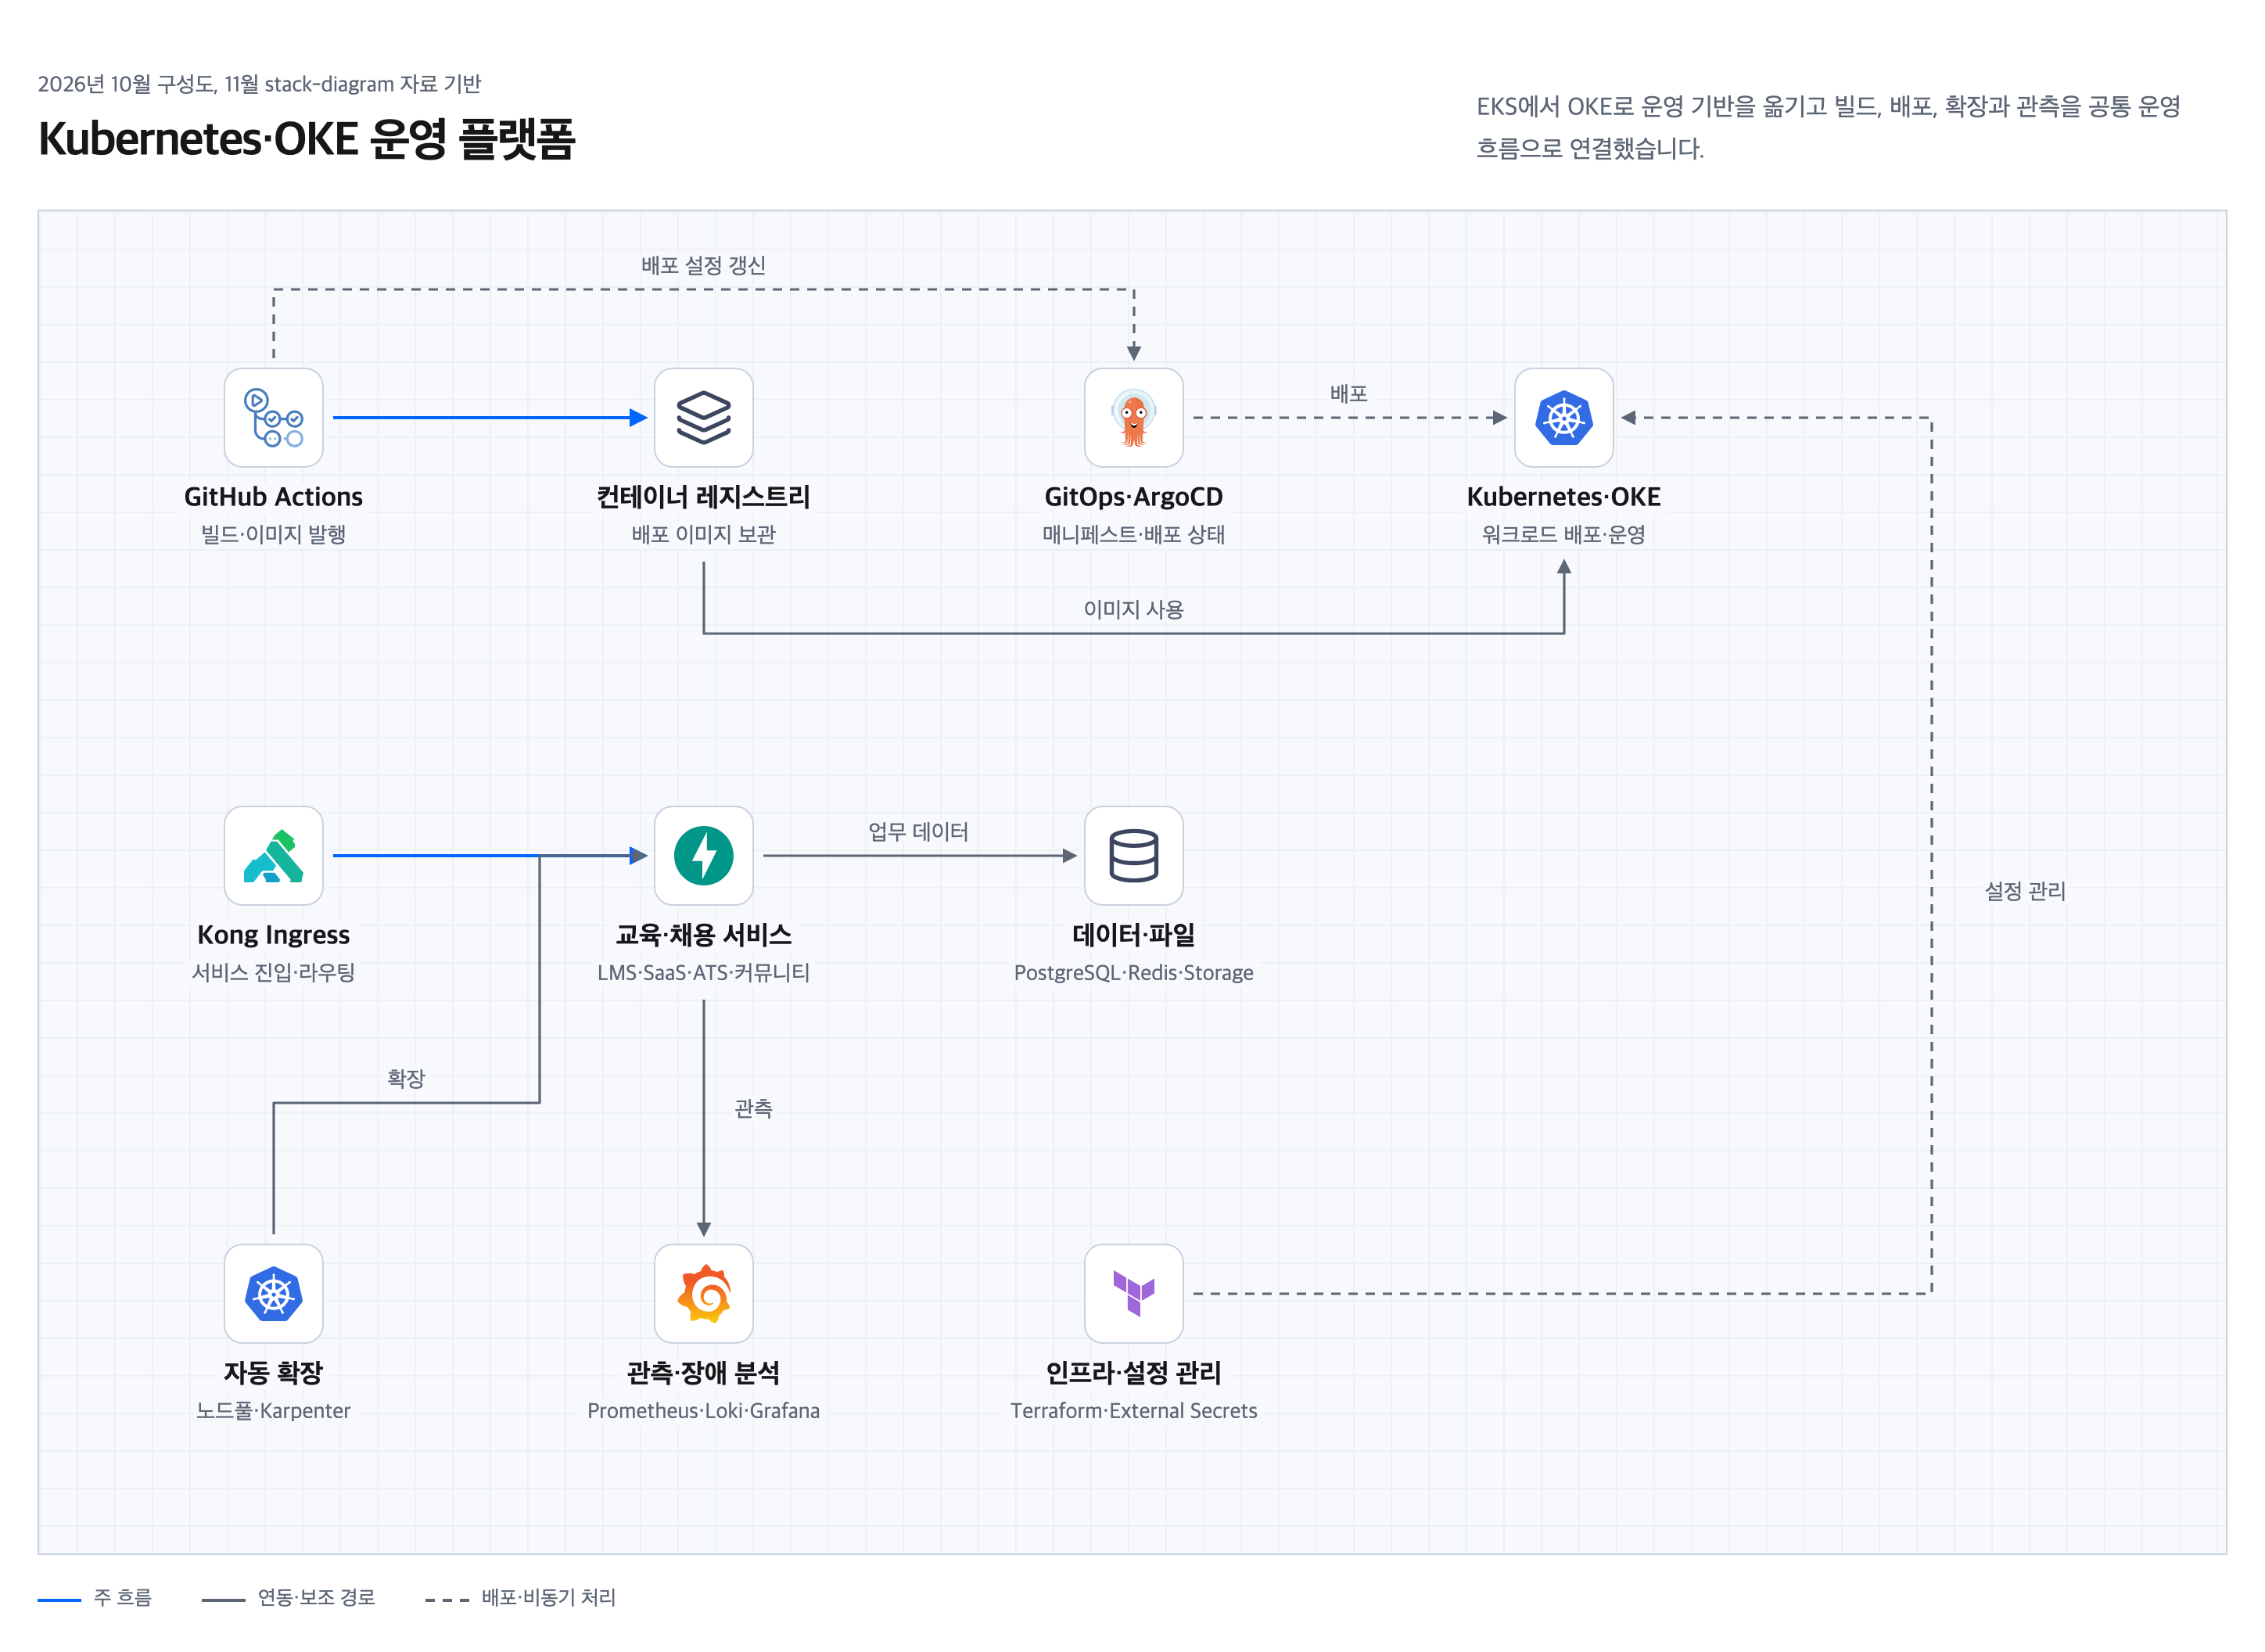 2026년 10월 구성도, 11월 stack-diagram 자료 기반
Kubernetes·OKE 운영 플랫폼
EKS에서 OKE로 운영 기반을 옮기고 빌드, 배포, 확장과 관측을 공통 운영
흐름으로 연결했습니다.
배포 설정 갱신
배포
GitHub Actions
빌드·이미지 발행
컨테이너 레지스트리
배포 이미지 보관
GitOps·ArgoCD
매니페스트·배포 상태
Kubernetes·OKE
워크로드 배포·운영
이미지 사용
업무 데이터
설정 관리
Kong Ingress
서비스 진입·라우팅
교육·채용 서비스
LMS·SaaS·ATS·커뮤니티
데이터·파일
PostgreSQL·Redis·Storage
확장
관측
자동 확장
노드풀·Karpenter
관측·장애 분석
Prometheus·Loki·Grafana
인프라·설정 관리
Terraform·External Secrets
주 흐름
연동·보조 경로
배포·비동기 처리